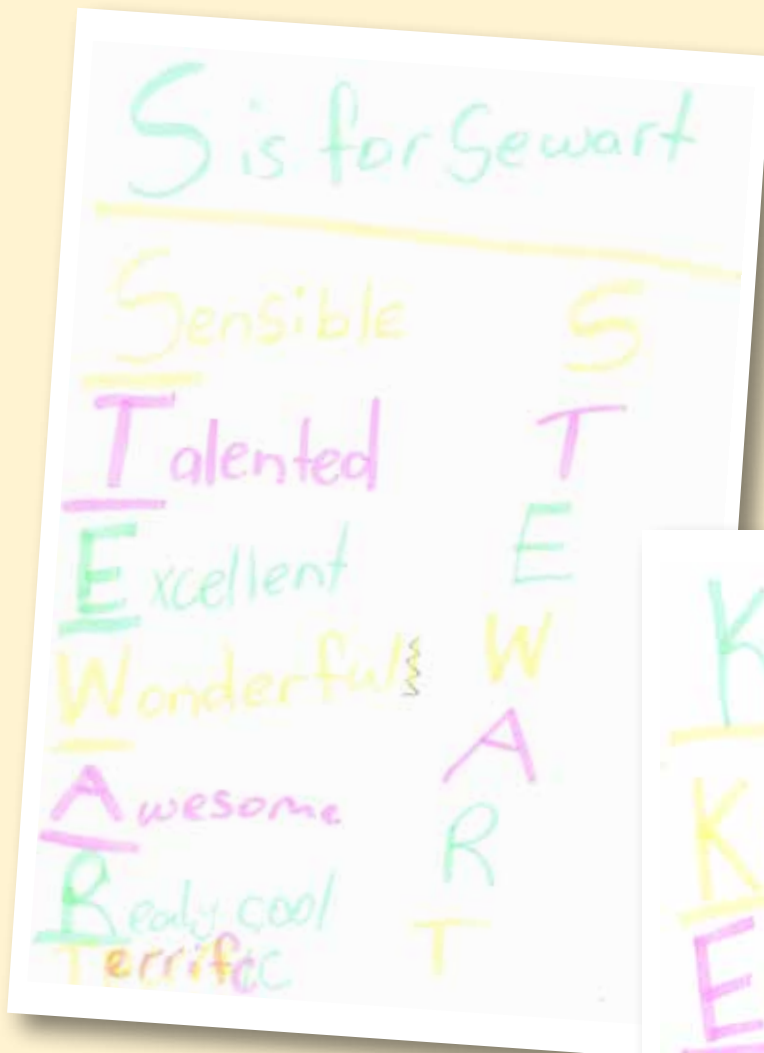 S is for Sewart
Sensible S
Talented T
Excellent E
Wonderful W
Awesome A
Realy cool R
Terrific T
K
K
E